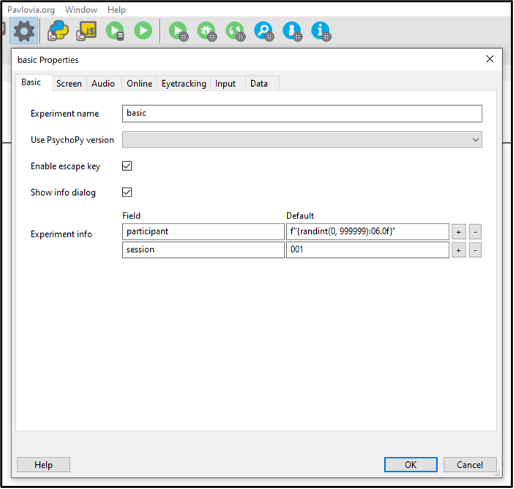 Pavlovia.org Window Help
basic Properties
Basic Screen Audio Online Eyetracking Input Data
Experiment name basic
Use PsychoPy version
Enable escape key
Show info dialog
Field Default
Experiment info participant f"{randint(0, 999999):06.0f}" + -
session 001 + -
Help OK Cancel